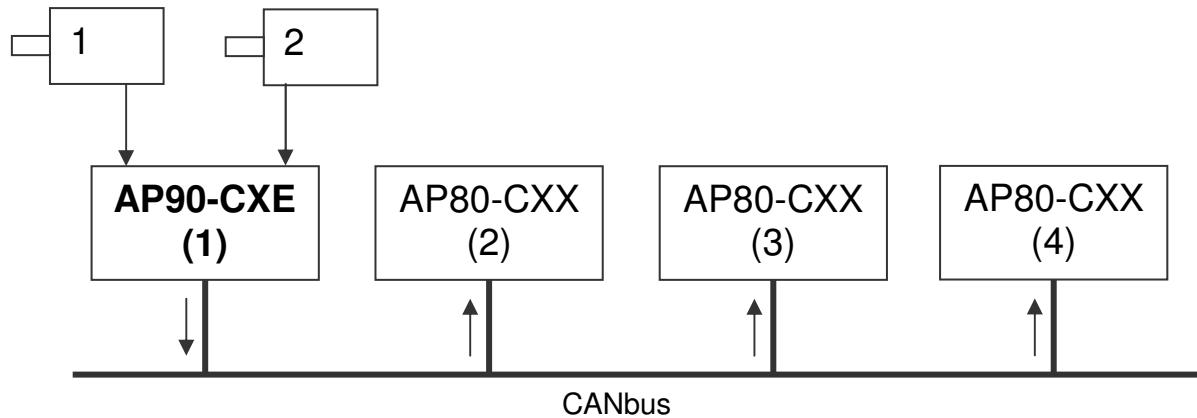 1
2
AP90-CXE
(1)
AP80-CXX
(2)
AP80-CXX
(3)
AP80-CXX
(4)
CANbus